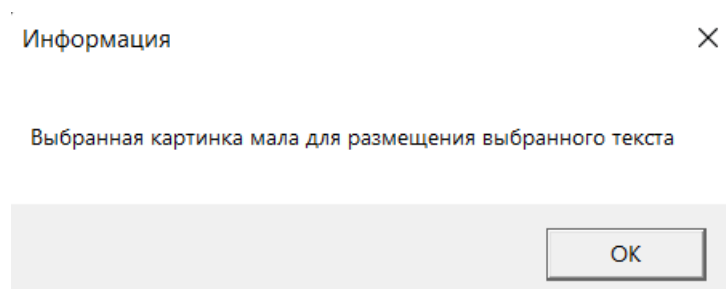 Информация
Выбранная картинка мала для размещения выбранного текста
OK